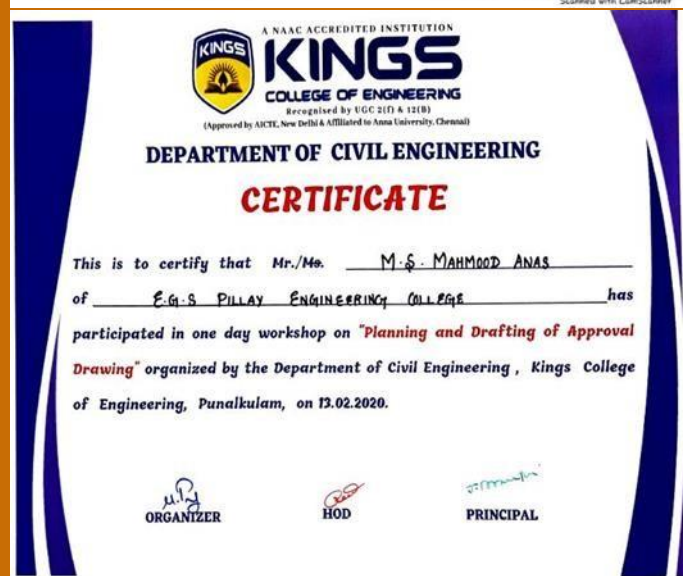 Scanned with CamScanner
A NAAC ACCREDITED INSTITUTION
KINGS
KINGS
COLLEGE OF ENGINEERING
Recognised by UGC 2(f) & 12(B)
(Approved by AICTE, New Delhi & Affiliated to Anna University, Chennai)
DEPARTMENT OF CIVIL ENGINEERING
CERTIFICATE
This is to certify that Mr./Ms. M.S. MAHMOOD ANAS
of E.G.S PILLAY ENGINEERING COLLEGE has
participated in one day workshop on "Planning and Drafting of Approval
Drawing" organized by the Department of Civil Engineering , Kings College
of Engineering, Punalkulam, on 13.02.2020.
ORGANIZER HOD PRINCIPAL